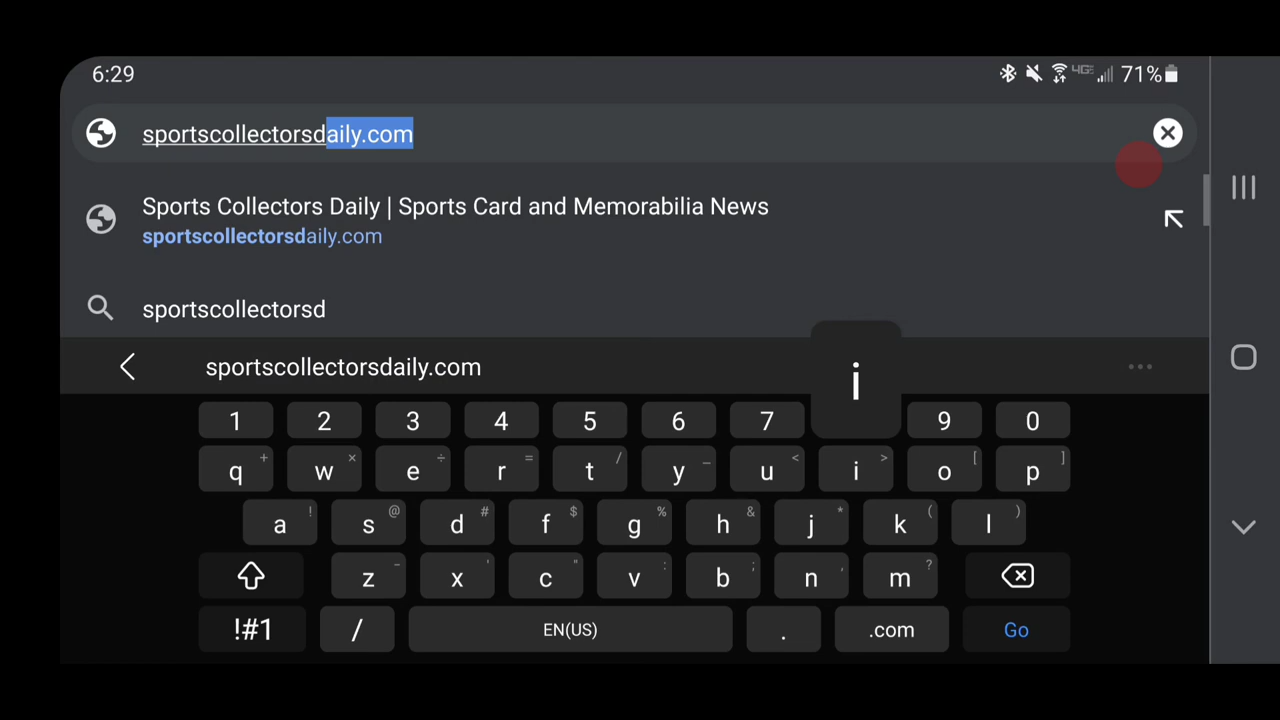 6:29
4GE 71%
sportscollectorsdaily.com
Sports Collectors Daily | Sports Card and Memorabilia News
sportscollectorsdaily.com
sportscollectorsd
sportscollectorsdaily.com
i
1 2 3 4 5 6 7 9 0
q + w × e ÷ r = t / y _ u < i > o [ p ]
a ! s @ d # f $ g % h & j * k ( l )
z - x ' c " v : b ; n , m ?
!#1 / EN(US) . .com Go